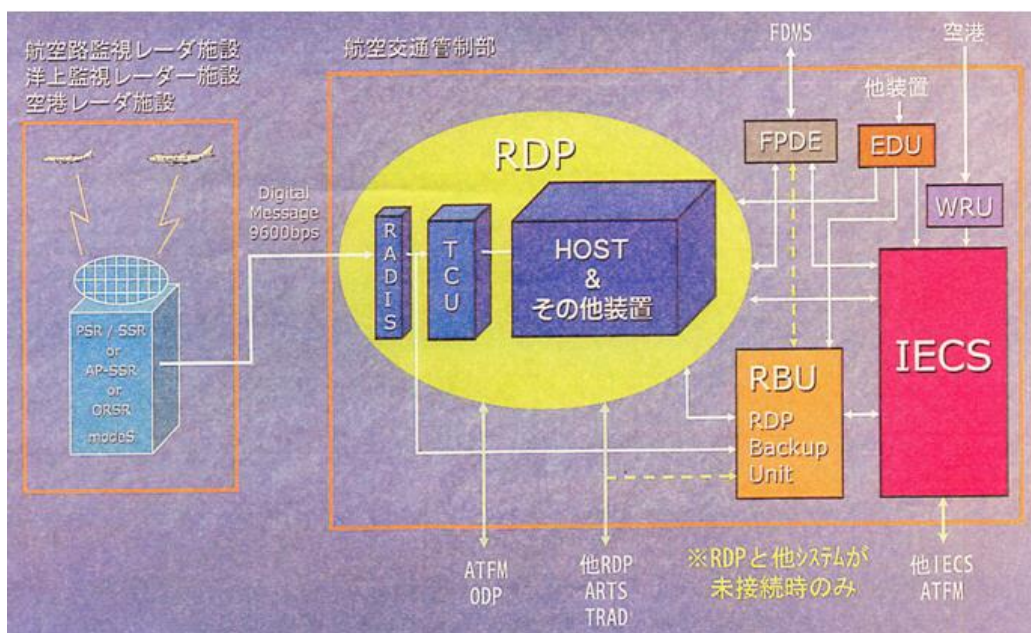 航空路監視レーダ施設
洋上監視レーダー施設
空港レーダ施設
航空交通管制部
FDMS
空港
他装置
RDP
FPDE
EDU
WRU
Digital
Message
9600bps
RADIS
TCU
HOST
&
その他装置
IECS
PSR / SSR
or
AP-SSR
or
ORSR
modeS
RBU
RDP
Backup
Unit
ATFM
ODP
他RDP
ARTS
TRAD
※RDPと他システムが
未接続時のみ
他IECS
ATFM